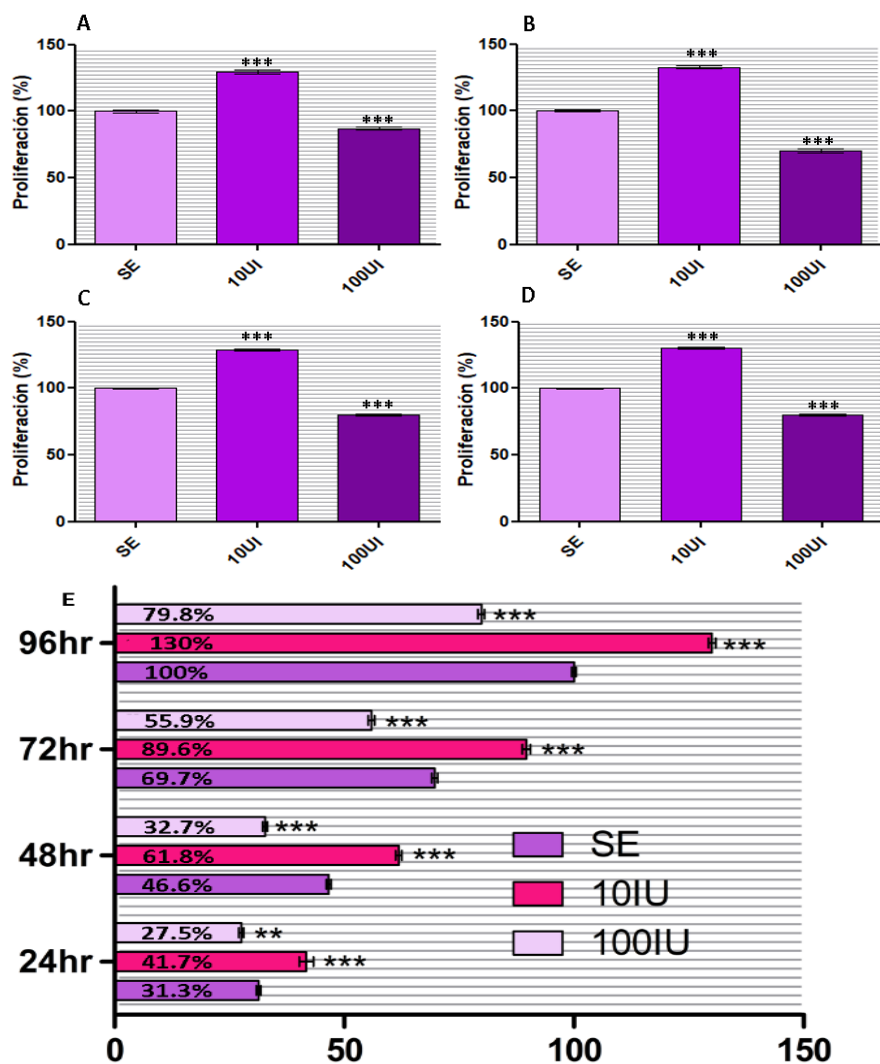 A
Proliferación (%)
150
100
50
0
***
***
SE
10UI
100UI
B
Proliferación (%)
150
100
50
0
***
***
SE
10UI
100UI
C
Proliferación (%)
150
100
50
0
***
***
SE
10UI
100UI
D
Proliferación (%)
150
100
50
0
***
***
SE
10UI
100UI
E
96hr
79.8% ***
130% ***
100%
72hr
55.9% ***
89.6% ***
69.7%
48hr
32.7% ***
61.8% ***
46.6%
24hr
27.5% **
41.7% ***
31.3%
SE
10IU
100IU
0 50 100 150